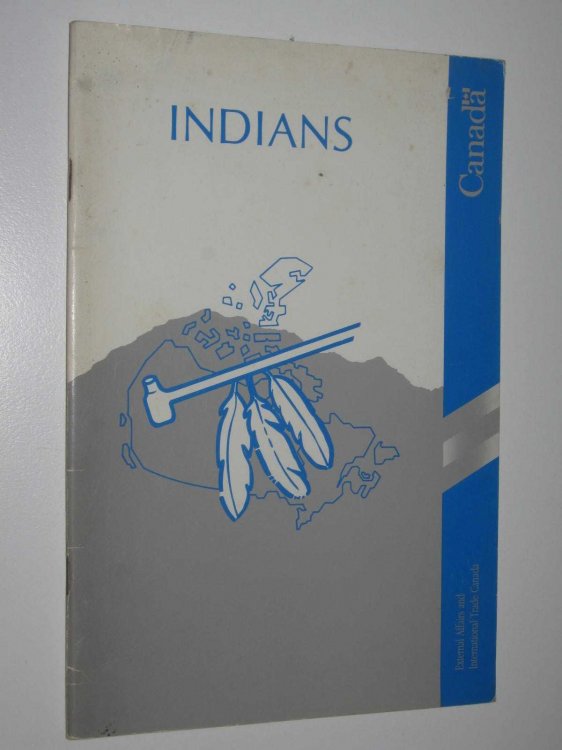 INDIANS
Canada
External Affairs and
International Trade Canada